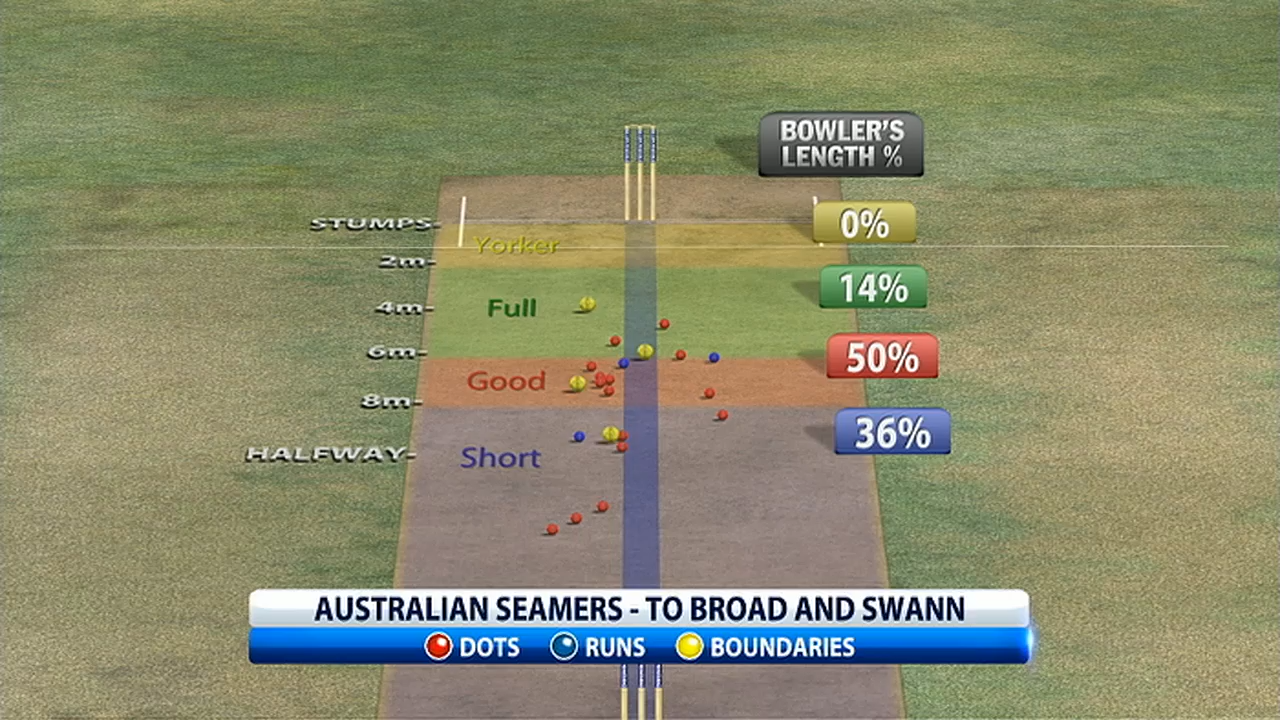 BOWLER'S
LENGTH %
STUMPS
Yorker
0%
2m
4m
Full
14%
6m
Good
50%
8m
HALFWAY
Short
36%
AUSTRALIAN SEAMERS - TO BROAD AND SWANN
DOTS RUNS BOUNDARIES